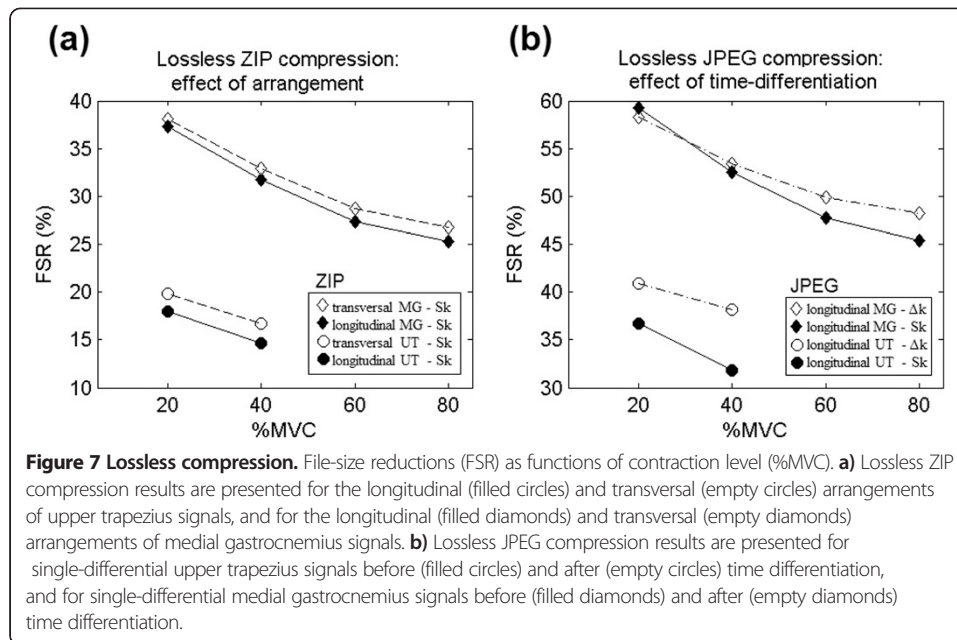 (a)
Lossless ZIP compression:
effect of arrangement
40
35
30
25
20
15
10
FSR (%)
20 40 60 80
%MVC
ZIP
transversal MG - Sk
longitudinal MG - Sk
transversal UT - Sk
longitudinal UT - Sk
(b)
Lossless JPEG compression:
effect of time-differentiation
60
55
50
45
40
35
30
FSR (%)
20 40 60 80
%MVC
JPEG
longitudinal MG - Δk
longitudinal MG - Sk
longitudinal UT - Δk
longitudinal UT - Sk
Figure 7 Lossless compression. File-size reductions (FSR) as functions of contraction level (%MVC). a) Lossless ZIP
compression results are presented for the longitudinal (filled circles) and transversal (empty circles) arrangements
of upper trapezius signals, and for the longitudinal (filled diamonds) and transversal (empty diamonds)
arrangements of medial gastrocnemius signals. b) Lossless JPEG compression results are presented for
single-differential upper trapezius signals before (filled circles) and after (empty circles) time differentiation,
and for single-differential medial gastrocnemius signals before (filled diamonds) and after (empty diamonds)
time differentiation.